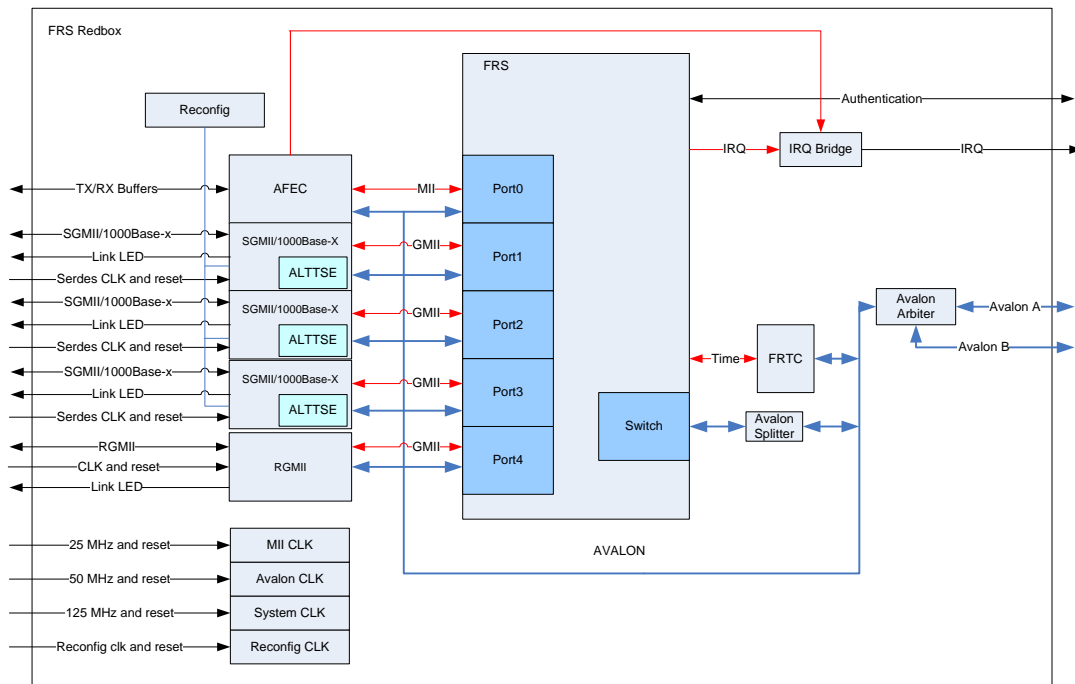 FRS Redbox
FRS
Reconfig
Authentication
IRQ
IRQ Bridge
IRQ
TX/RX Buffers
AFEC
MII
Port0
SGMII/1000Base-x
SGMII/1000Base-X
GMII
Port1
Link LED
ALTTSE
Serdes CLK and reset
SGMII/1000Base-x
SGMII/1000Base-X
GMII
Port2
Link LED
ALTTSE
Serdes CLK and reset
Avalon
Arbiter
Avalon A
Avalon B
Time
FRTC
SGMII/1000Base-x
SGMII/1000Base-X
GMII
Port3
Link LED
ALTTSE
Serdes CLK and reset
Switch
Avalon
Splitter
RGMII
GMII
Port4
CLK and reset
RGMII
Link LED
AVALON
25 MHz and reset
MII CLK
50 MHz and reset
Avalon CLK
125 MHz and reset
System CLK
Reconfig clk and reset
Reconfig CLK